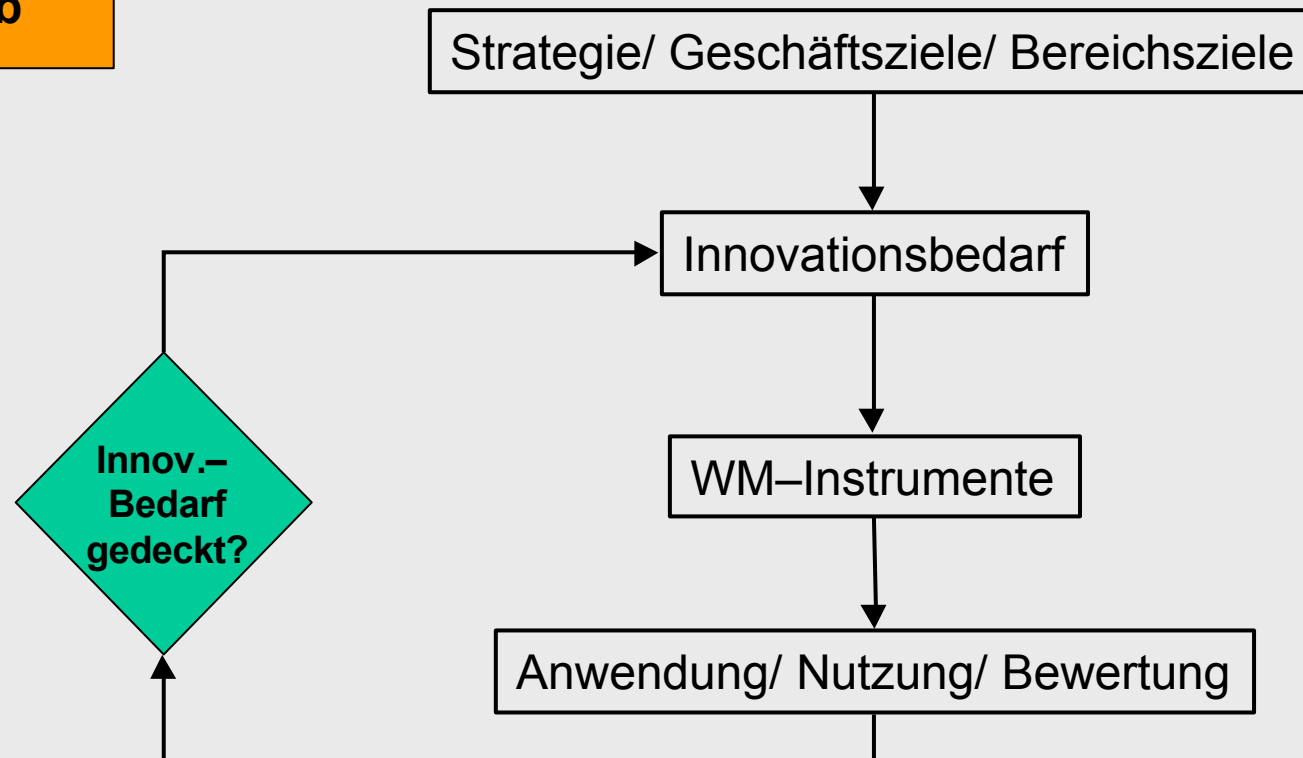 Strategie/ Geschäftsziele/ Bereichsziele
Innovationsbedarf
Innov.–
Bedarf
gedeckt?
WM–Instrumente
Anwendung/ Nutzung/ Bewertung